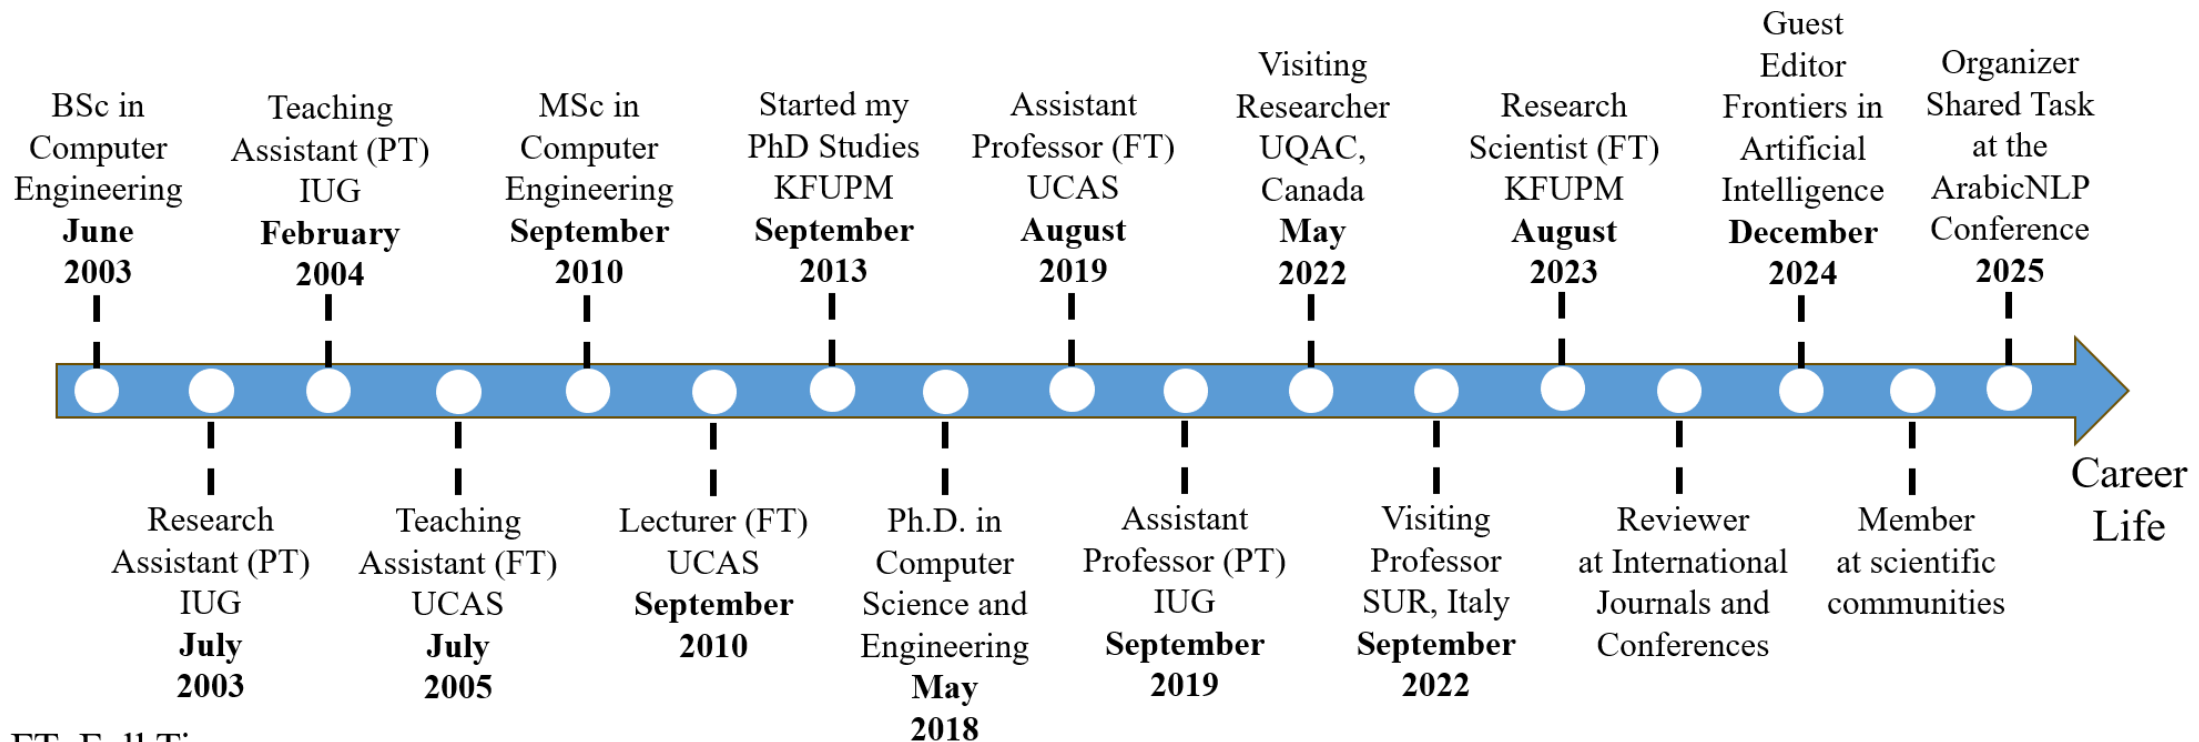 BSc in
Computer
Engineering
June
2003
Teaching
Assistant (PT)
IUG
February
2004
MSc in
Computer
Engineering
September
2010
Started my
PhD Studies
KFUPM
September
2013
Assistant
Professor (FT)
UCAS
August
2019
Visiting
Researcher
UQAC,
Canada
May
2022
Research
Scientist (FT)
KFUPM
August
2023
Guest
Editor
Frontiers in
Artificial
Intelligence
December
2024
Organizer
Shared Task
at the
ArabicNLP
Conference
2025
Career
Life
Research
Assistant (PT)
IUG
July
2003
Teaching
Assistant (FT)
UCAS
July
2005
Lecturer (FT)
UCAS
September
2010
Ph.D. in
Computer
Science and
Engineering
May
2018
Assistant
Professor (PT)
IUG
September
2019
Visiting
Professor
SUR, Italy
September
2022
Reviewer
at International
Journals and
Conferences
Member
at scientific
communities